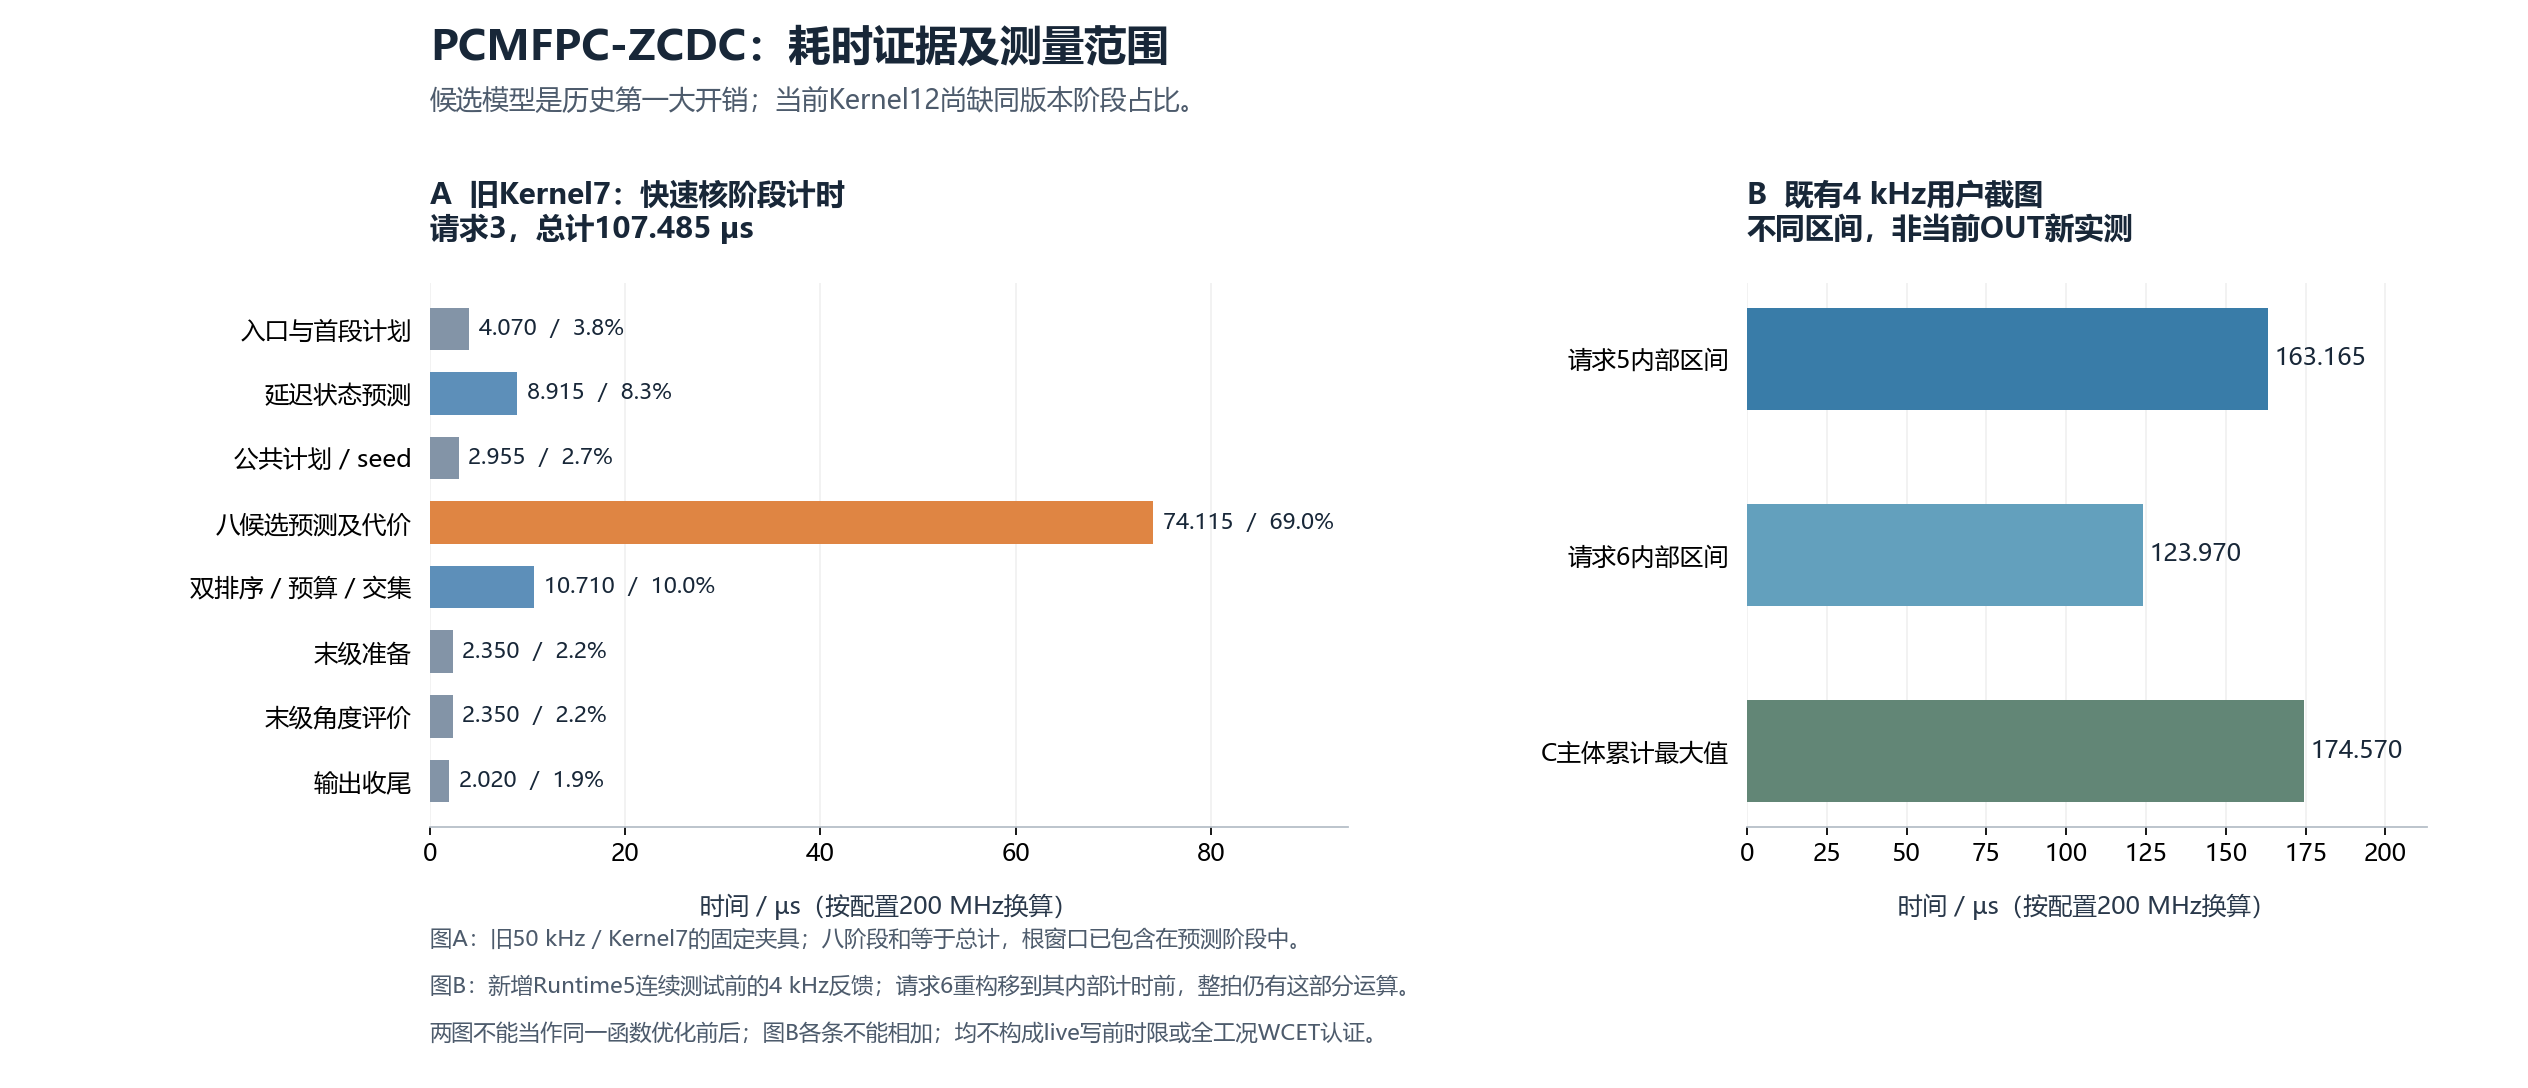 PCMFPC-ZCDC：耗时证据及测量范围
候选模型是历史第一大开销；当前Kernel12尚缺同版本阶段占比。
A 旧Kernel7：快速核阶段计时
请求3，总计107.485 μs
入口与首段计划
4.070 / 3.8%
延迟状态预测
8.915 / 8.3%
公共计划 / seed
2.955 / 2.7%
八候选预测及代价
74.115 / 69.0%
双排序 / 预算 / 交集
10.710 / 10.0%
末级准备
2.350 / 2.2%
末级角度评价
2.350 / 2.2%
输出收尾
2.020 / 1.9%
0 20 40 60 80
时间 / μs（按配置200 MHz换算）
B 既有4 kHz用户截图
不同区间，非当前OUT新实测
请求5内部区间
163.165
请求6内部区间
123.970
C主体累计最大值
174.570
0 25 50 75 100 125 150 175 200
时间 / μs（按配置200 MHz换算）
图A：旧50 kHz / Kernel7的固定夹具；八阶段和等于总计，根窗口已包含在预测阶段中。
图B：新增Runtime5连续测试前的4 kHz反馈；请求6重构移到其内部计时前，整拍仍有这部分运算。
两图不能当作同一函数优化前后；图B各条不能相加；均不构成live写前时限或全工况WCET认证。